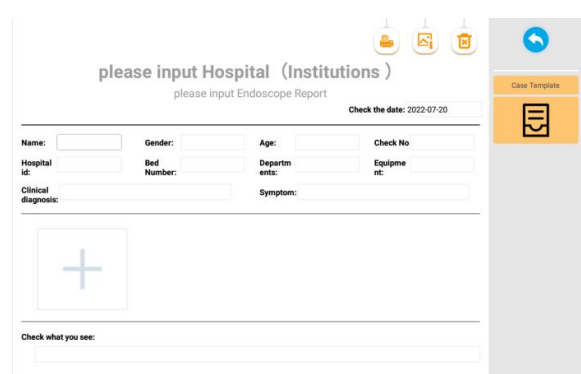 please input Hospital（Institutions ）
please input Endoscope Report
Check the date: 2022-07-20
Case Template
Name: Gender: Age: Check No
Hospital id: Bed Number: Departm ents: Equipme nt:
Clinical diagnosis: Symptom:
Check what you see: